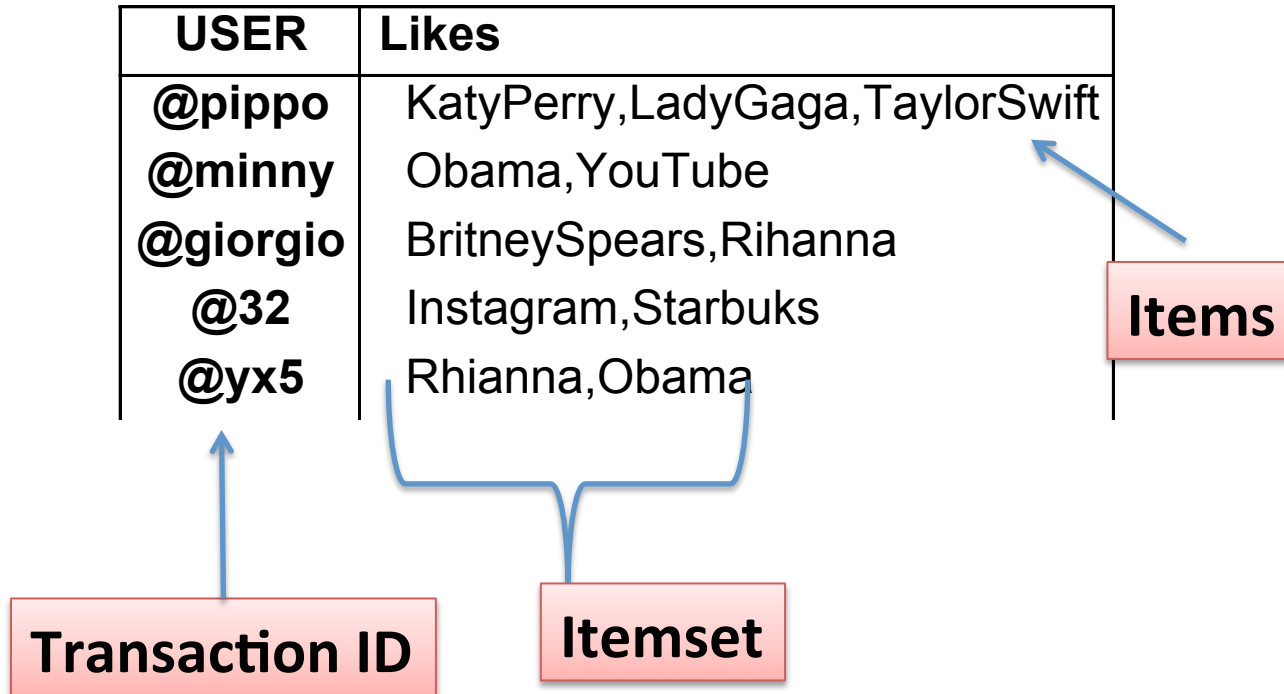 USER Likes
@pippo KatyPerry,LadyGaga,TaylorSwift
@minny Obama,YouTube
@giorgio BritneySpears,Rihanna
@32 Instagram,Starbuks
@yx5 Rhianna,Obama
Items
Itemset
Transaction ID